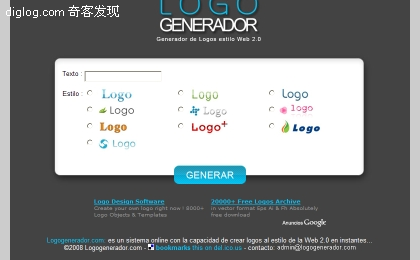 diglog.com 奇客发现
LOGO
GENERADOR
Generador de Logos estilo Web 2.0
Texto :
Estilo :
Logo
Logo
Logo
Logo
Logo
logo
Logo
Logo+
Logo
Logo
GENERAR
Logo Design Software
Create your own logo right now ! 8000+
Logo Objects & Templates
20000+ Free Logos Archive
In vector format Eps Ai & Fh Absolutely
free download
Anuncios Google
Logogenerador.com es un sistema online con la capacidad de crear logos al estilo de la Web 2.0 en instantes...
©2008 Logogenerador.com - bookmarks this on del.icio.us - contacto: admin@logogenerador.com